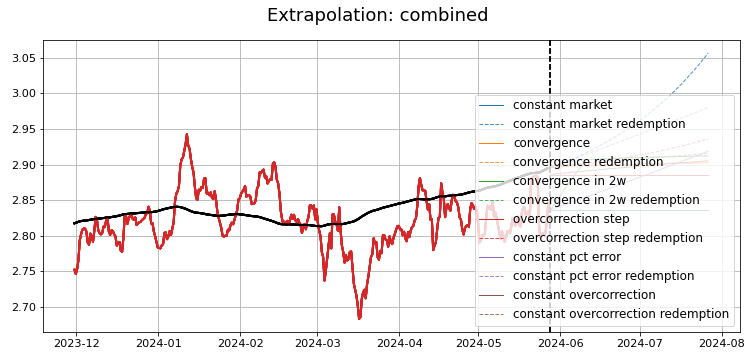 Extrapolation: combined
3.05
3.00
2.95
2.90
2.85
2.80
2.75
2.70
constant market
constant market redemption
convergence
convergence redemption
convergence in 2w
convergence in 2w redemption
overcorrection step
overcorrection step redemption
constant pct error
constant pct error redemption
constant overcorrection
constant overcorrection redemption
2023-12 2024-01 2024-02 2024-03 2024-04 2024-05 2024-06 2024-07 2024-08